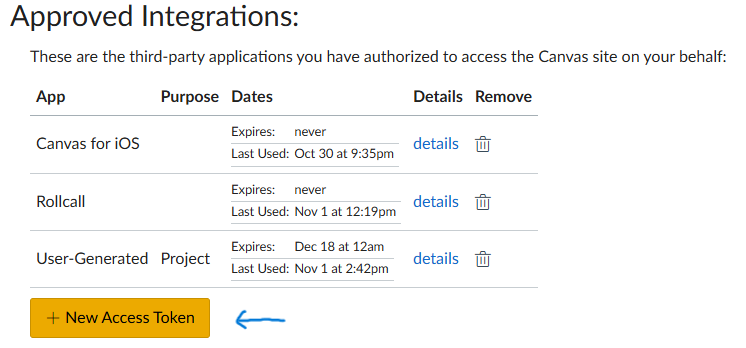 Approved Integrations:
These are the third-party applications you have authorized to access the Canvas site on your behalf:
App Purpose Dates Details Remove
Canvas for iOS Expires: never details
Last Used: Oct 30 at 9:35pm
Rollcall Expires: never details
Last Used: Nov 1 at 12:19pm
User-Generated Project Expires: Dec 18 at 12am details
Last Used: Nov 1 at 2:42pm
+ New Access Token